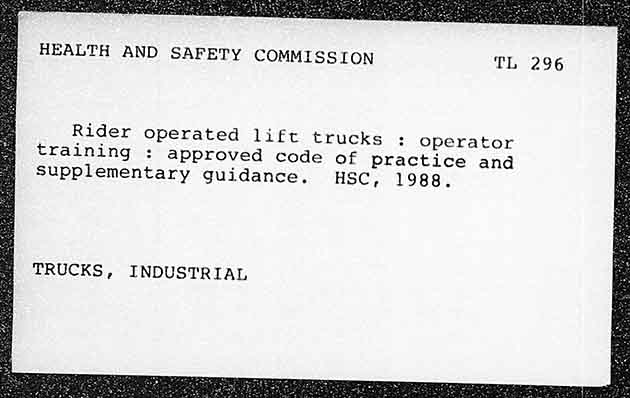 HEALTH AND SAFETY COMMISSION TL 296
Rider operated lift trucks : operator
training : approved code of practice and
supplementary guidance. HSC, 1988.
TRUCKS, INDUSTRIAL